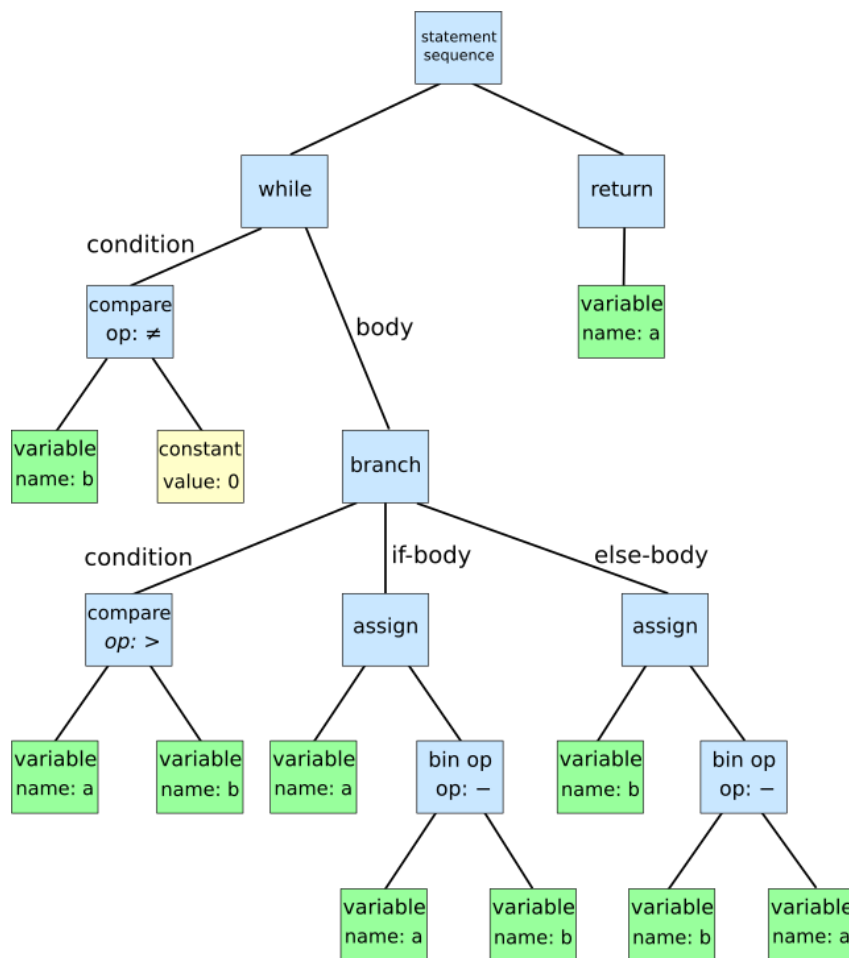 statement
sequence
while
return
condition
body
compare
op: ≠
variable
name: a
variable
name: b
constant
value: 0
branch
condition
if-body
else-body
compare
op: >
assign
assign
variable
name: a
variable
name: b
variable
name: a
bin op
op: −
variable
name: b
bin op
op: −
variable
name: a
variable
name: b
variable
name: b
variable
name: a